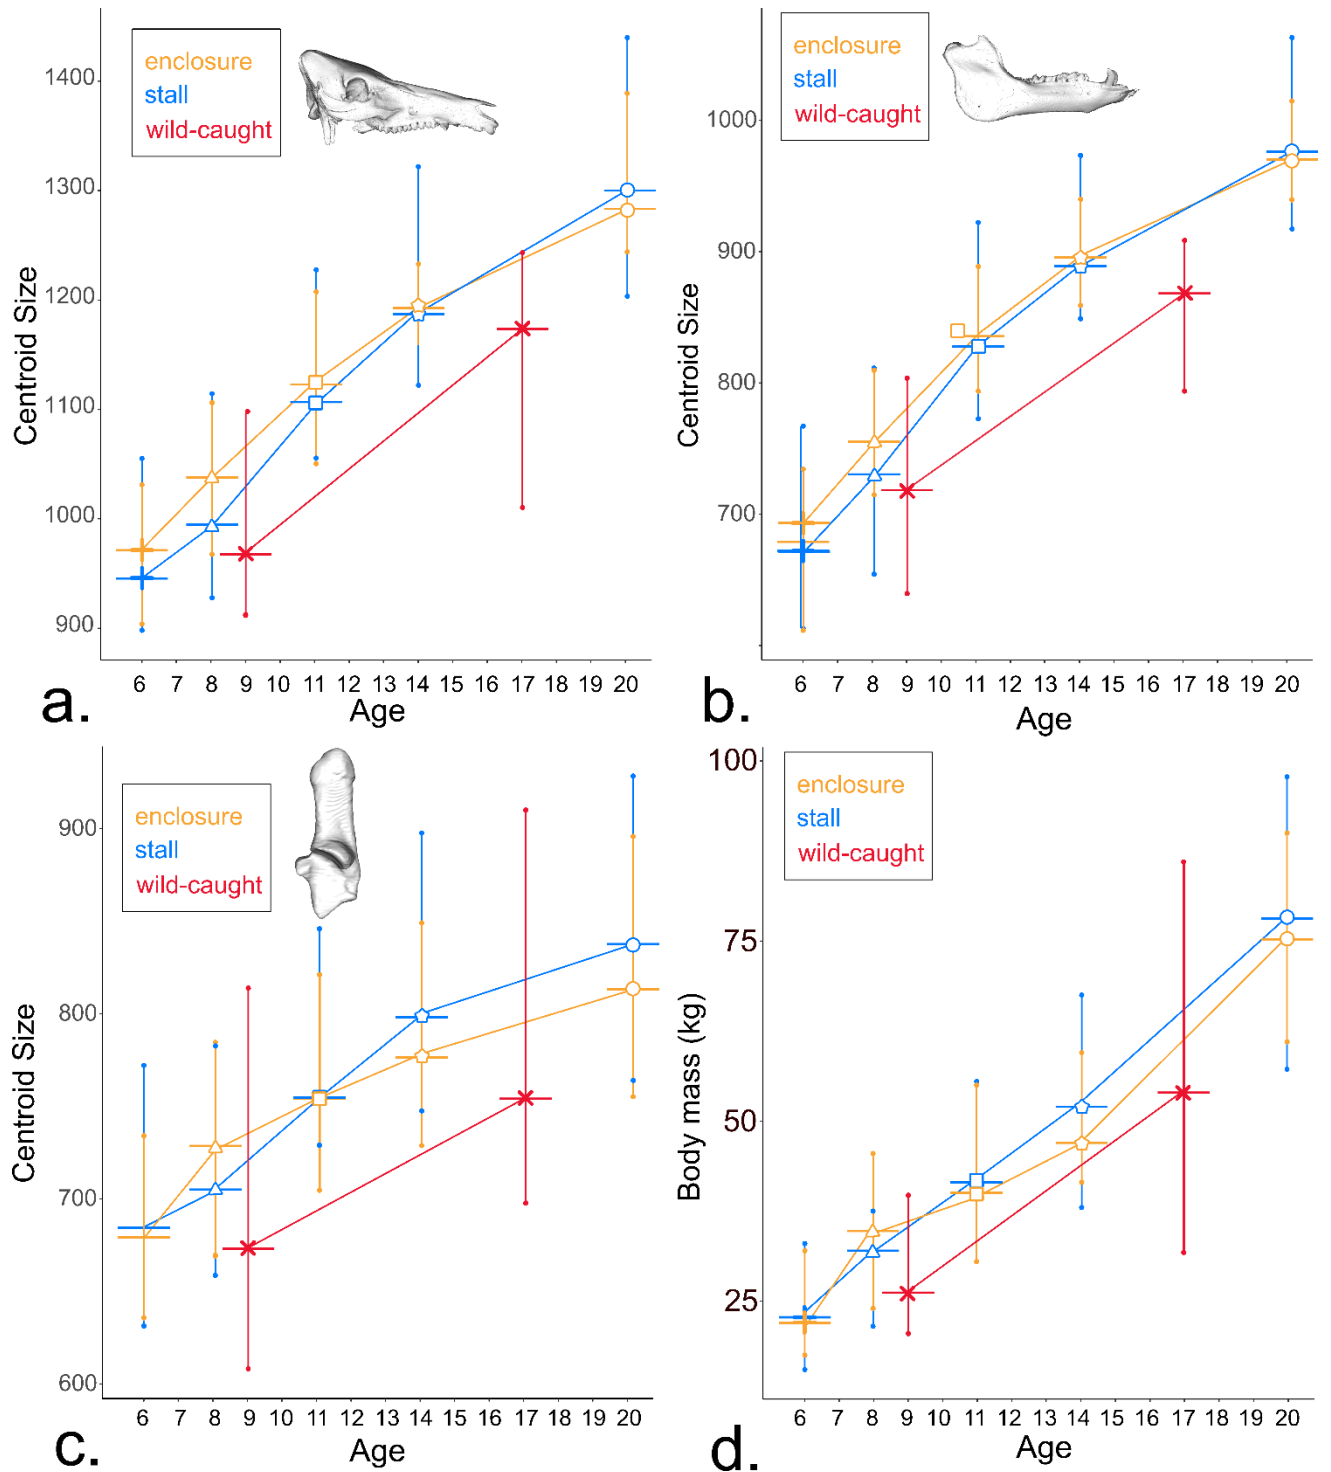 enclosure
stall
wild-caught
Centroid Size
1400
1300
1200
1100
1000
900
6 7 8 9 10 11 12 13 14 15 16 17 18 19 20
Age
a.
enclosure
stall
wild-caught
Centroid Size
1000
900
800
700
6 7 8 9 10 11 12 13 14 15 16 17 18 19 20
Age
b.
enclosure
stall
wild-caught
Centroid Size
900
800
700
600
6 7 8 9 10 11 12 13 14 15 16 17 18 19 20
Age
c.
enclosure
stall
wild-caught
Body mass (kg)
100
75
50
25
6 7 8 9 10 11 12 13 14 15 16 17 18 19 20
Age
d.